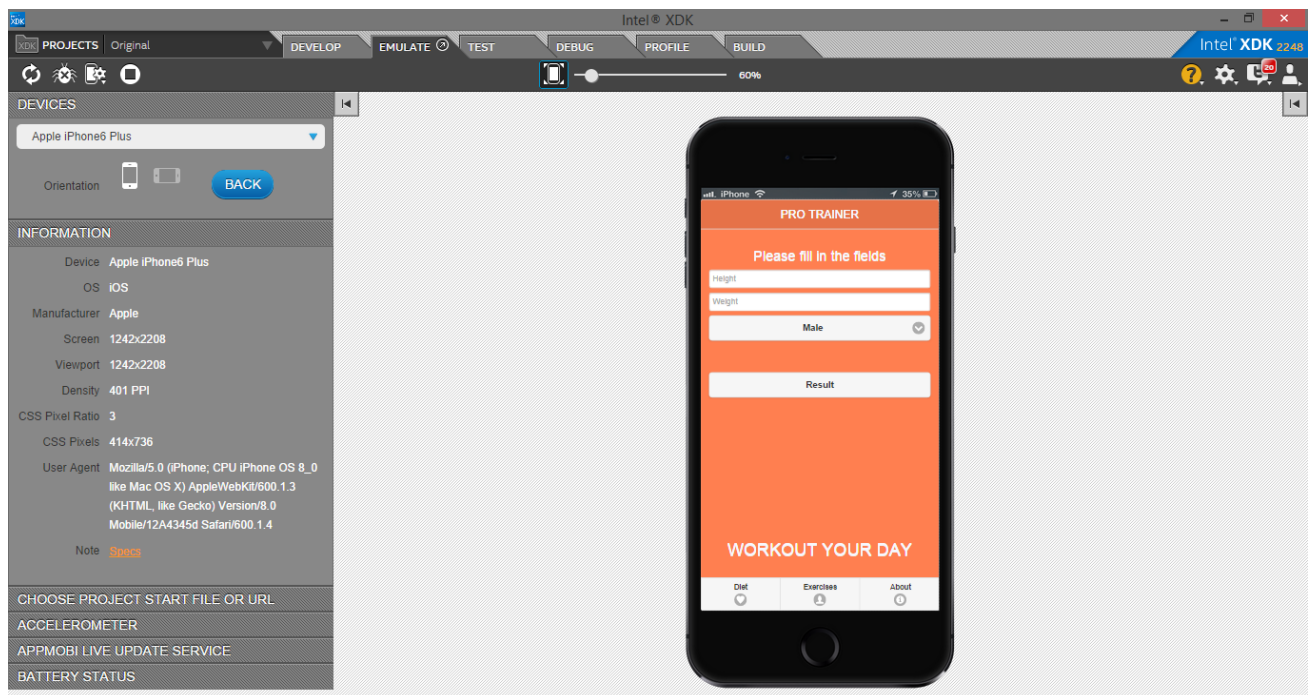 XDK
Intel® XDK
XDK PROJECTS Original
DEVELOP EMULATE TEST DEBUG PROFILE BUILD
Intel® XDK 2248
60%
20
DEVICES
Apple iPhone6 Plus
Orientation BACK
INFORMATION
Device Apple iPhone6 Plus
OS iOS
Manufacturer Apple
Screen 1242x2208
Viewport 1242x2208
Density 401 PPI
CSS Pixel Ratio 3
CSS Pixels 414x736
User Agent Mozilla/5.0 (iPhone; CPU iPhone OS 8_0
like Mac OS X) AppleWebKit/600.1.3
(KHTML, like Gecko) Version/8.0
Mobile/12A4345d Safari/600.1.4
Note Specs
CHOOSE PROJECT START FILE OR URL
ACCELEROMETER
APPMOBI LIVE UPDATE SERVICE
BATTERY STATUS
iPhone 35%
PRO TRAINER
Please fill in the fields
Height
Weight
Male
Result
WORKOUT YOUR DAY
Diet Exercises About